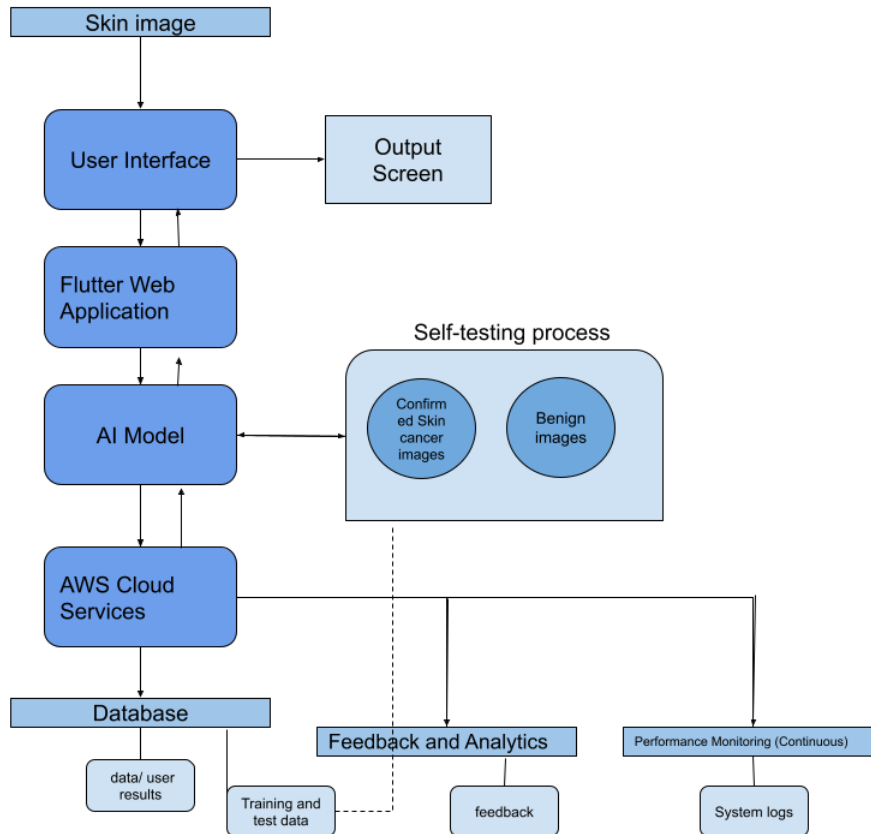 Skin image
User Interface
Output
Screen
Flutter Web
Application
Self-testing process
Confirm
ed Skin
cancer
images
Benign
images
AI Model
AWS Cloud
Services
Database
Feedback and Analytics
Performance Monitoring (Continuous)
data/ user
results
Training and
test data
feedback
System logs